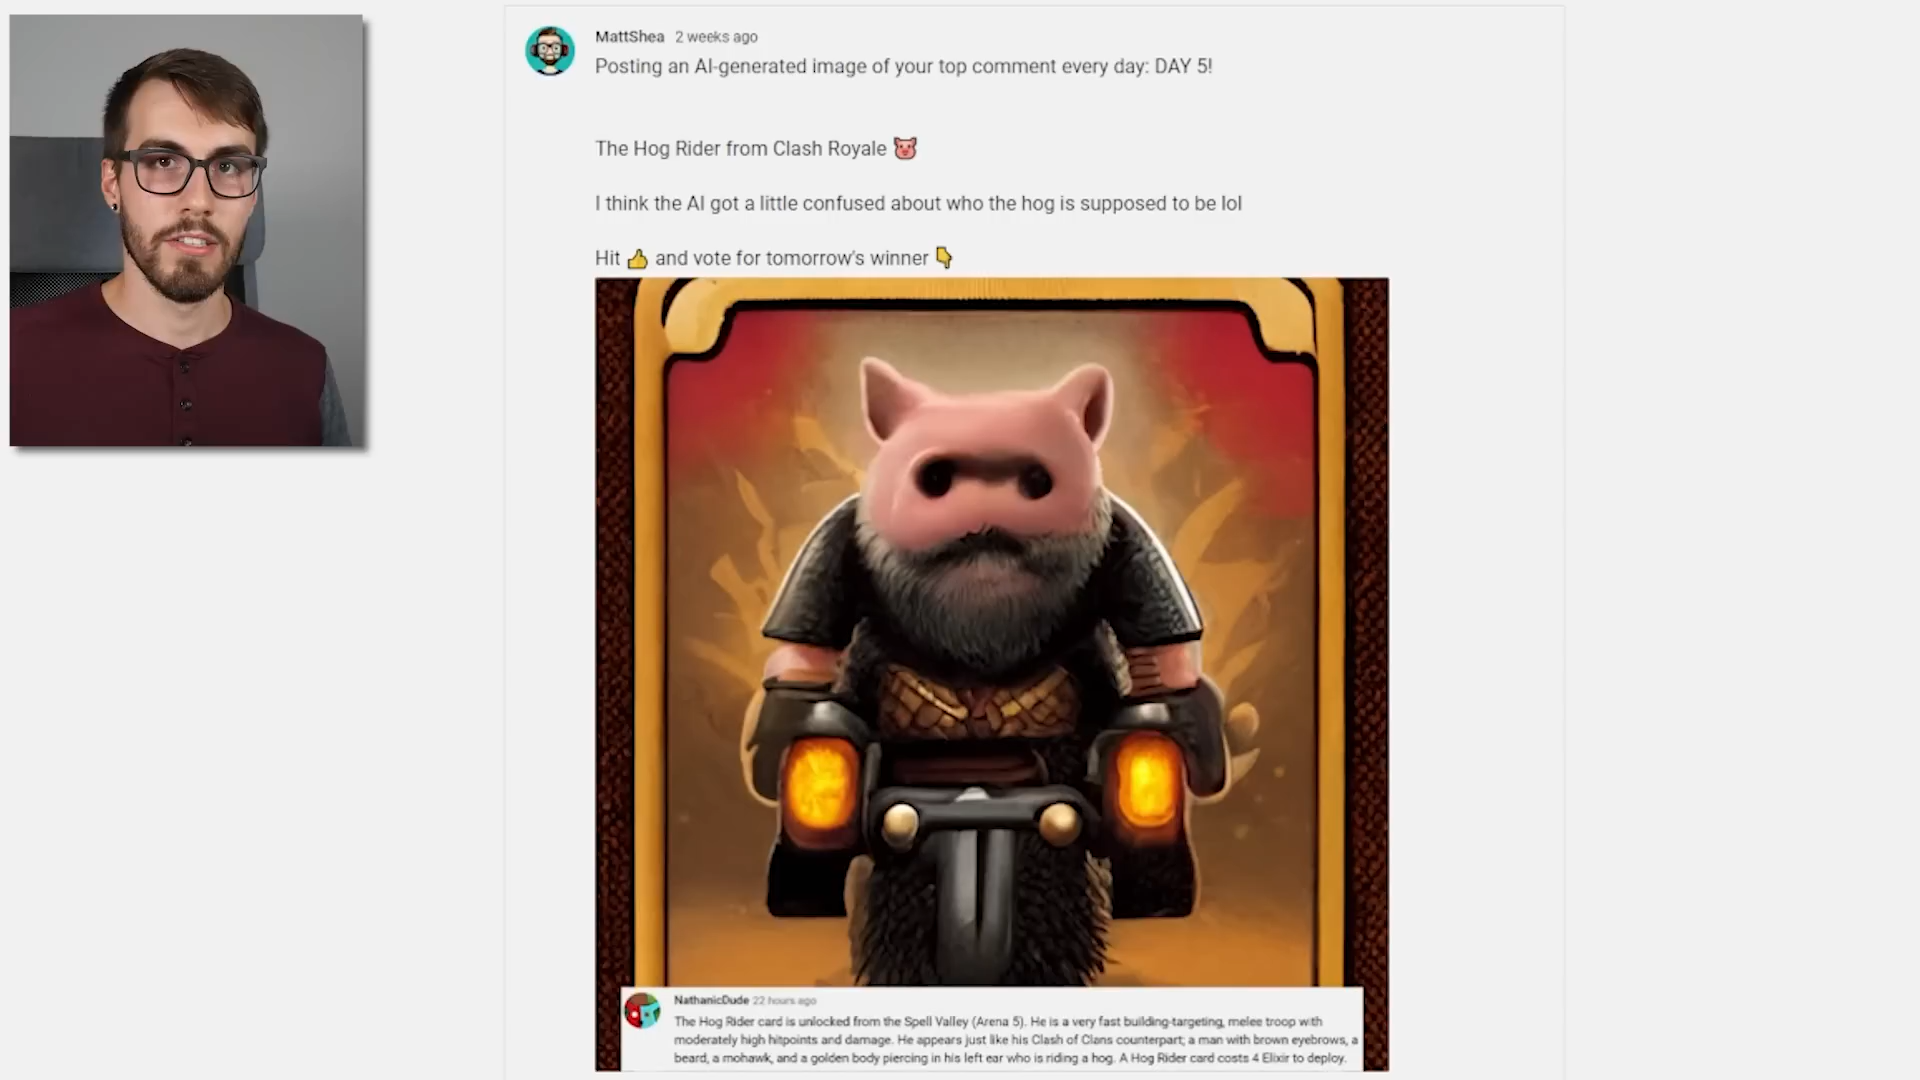 MattShea 2 weeks ago
Posting an AI-generated image of your top comment every day: DAY 5!
The Hog Rider from Clash Royale 🐷
I think the AI got a little confused about who the hog is supposed to be lol
Hit 👍 and vote for tomorrow's winner 👇
NathanicDude 22 hours ago
The Hog Rider card is unlocked from the Spell Valley (Arena 5). He is a very fast building-targeting, melee troop with
moderately high hitpoints and damage. He appears just like his Clash of Clans counterpart; a man with brown eyebrows, a
beard, a mohawk, and a golden body piercing in his left ear who is riding a hog. A Hog Rider card costs 4 Elixir to deploy.